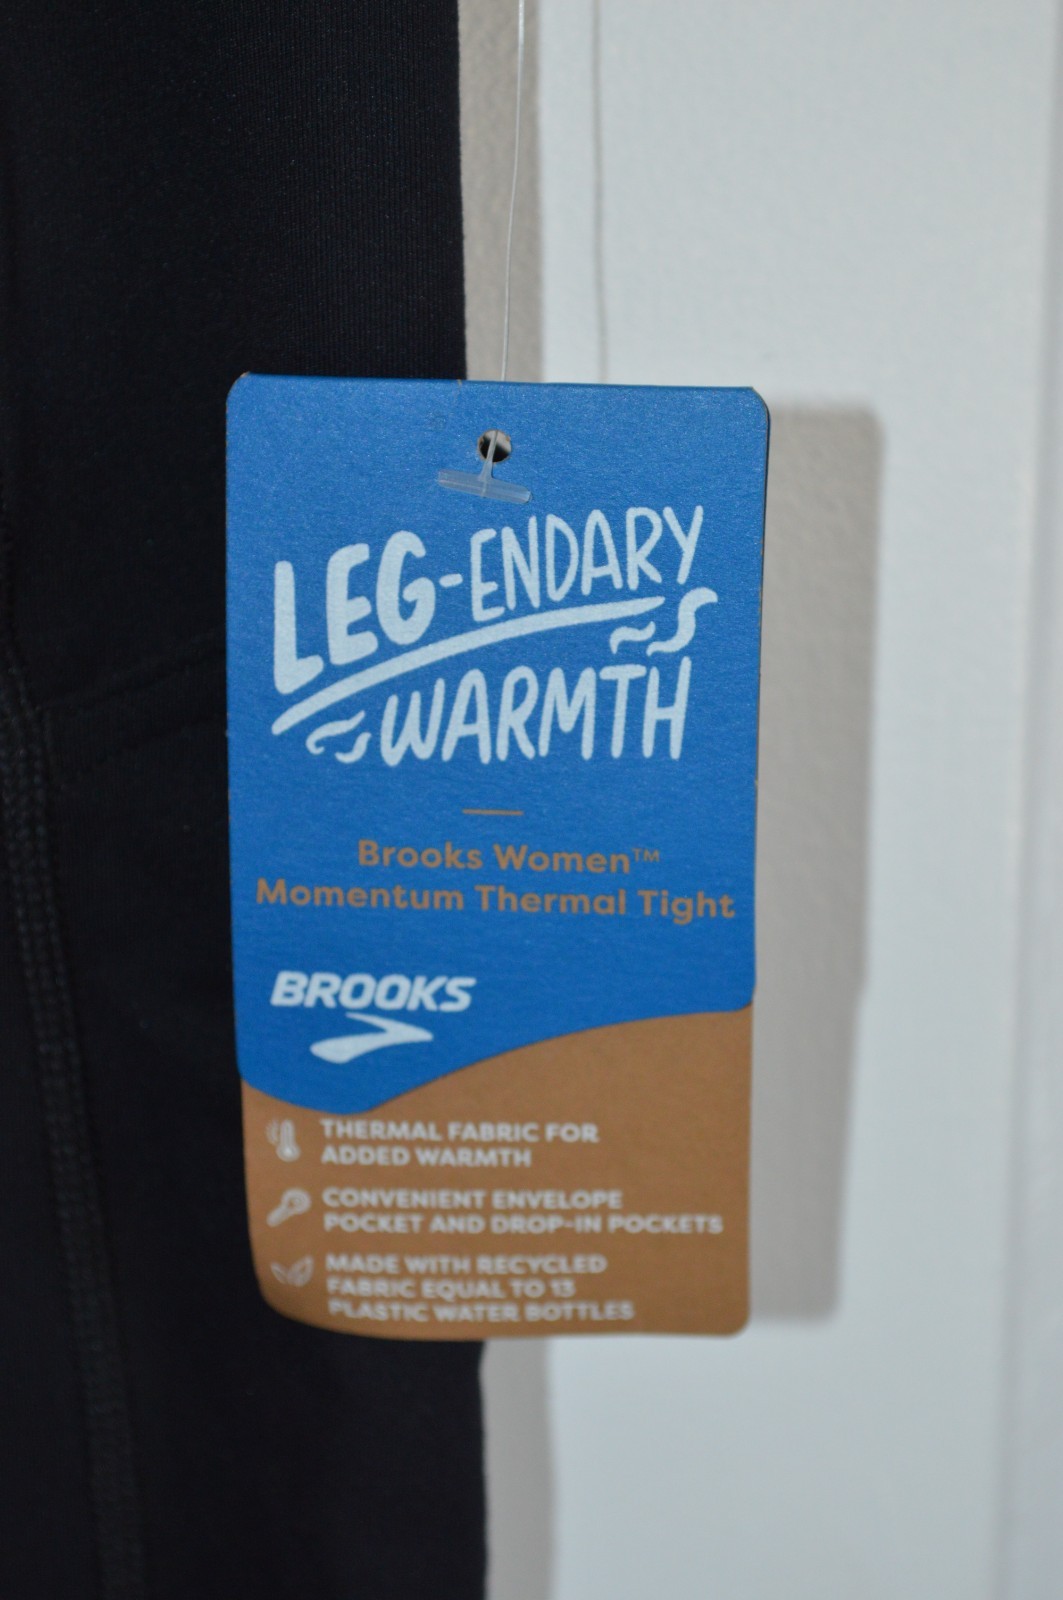 LEG-ENDARY
WARMTH
Brooks Women™
Momentum Thermal Tight
BROOKS
THERMAL FABRIC FOR
ADDED WARMTH
CONVENIENT ENVELOPE
POCKET AND DROP-IN POCKETS
MADE WITH RECYCLED
FABRIC EQUAL TO 13
PLASTIC WATER BOTTLES